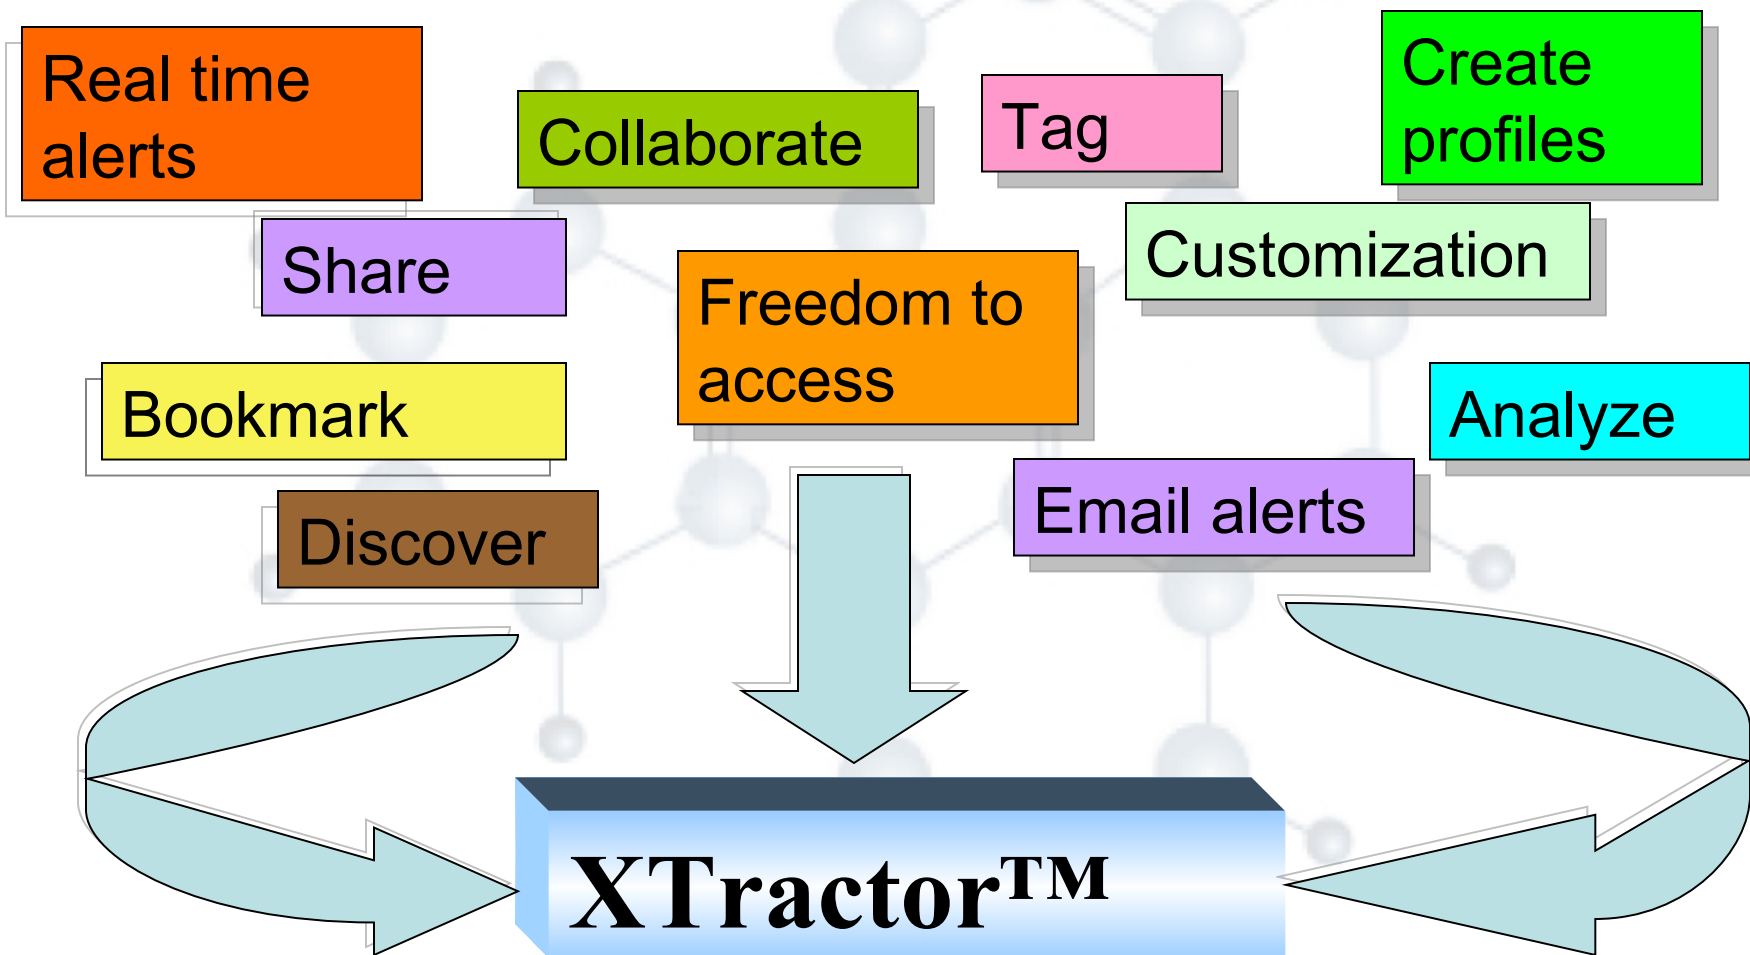 Real time
alerts
Collaborate
Tag
Create
profiles
Share
Freedom to
access
Customization
Bookmark
Analyze
Discover
Email alerts
XTractor™